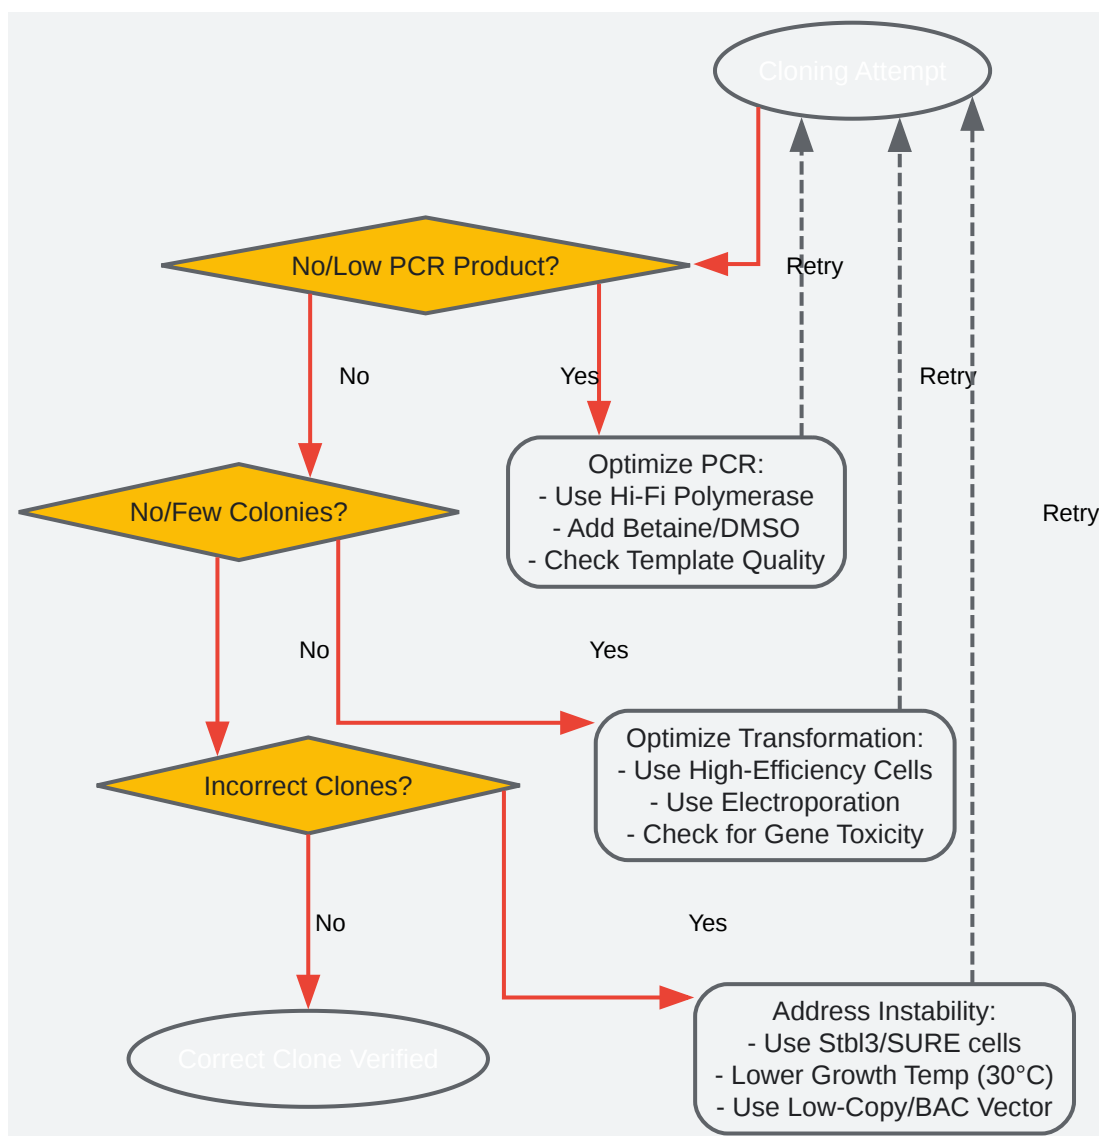 Cloning Attempt
No/Low PCR Product?
Retry
No
Yes
Retry
Optimize PCR:
- Use Hi-Fi Polymerase
- Add Betaine/DMSO
- Check Template Quality
No/Few Colonies?
Retry
No
Yes
Optimize Transformation:
- Use High-Efficiency Cells
- Use Electroporation
- Check for Gene Toxicity
Incorrect Clones?
No
Yes
Address Instability:
- Use Stbl3/SURE cells
- Lower Growth Temp (30°C)
- Use Low-Copy/BAC Vector
Correct Clone Verified